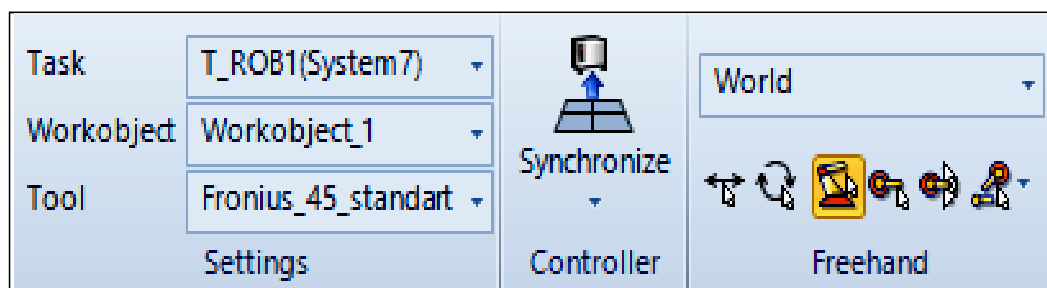 Task T_ROB1(System7)
Workobject Workobject_1
Tool Fronius_45_standart
Settings
Synchronize
Controller
World
Freehand